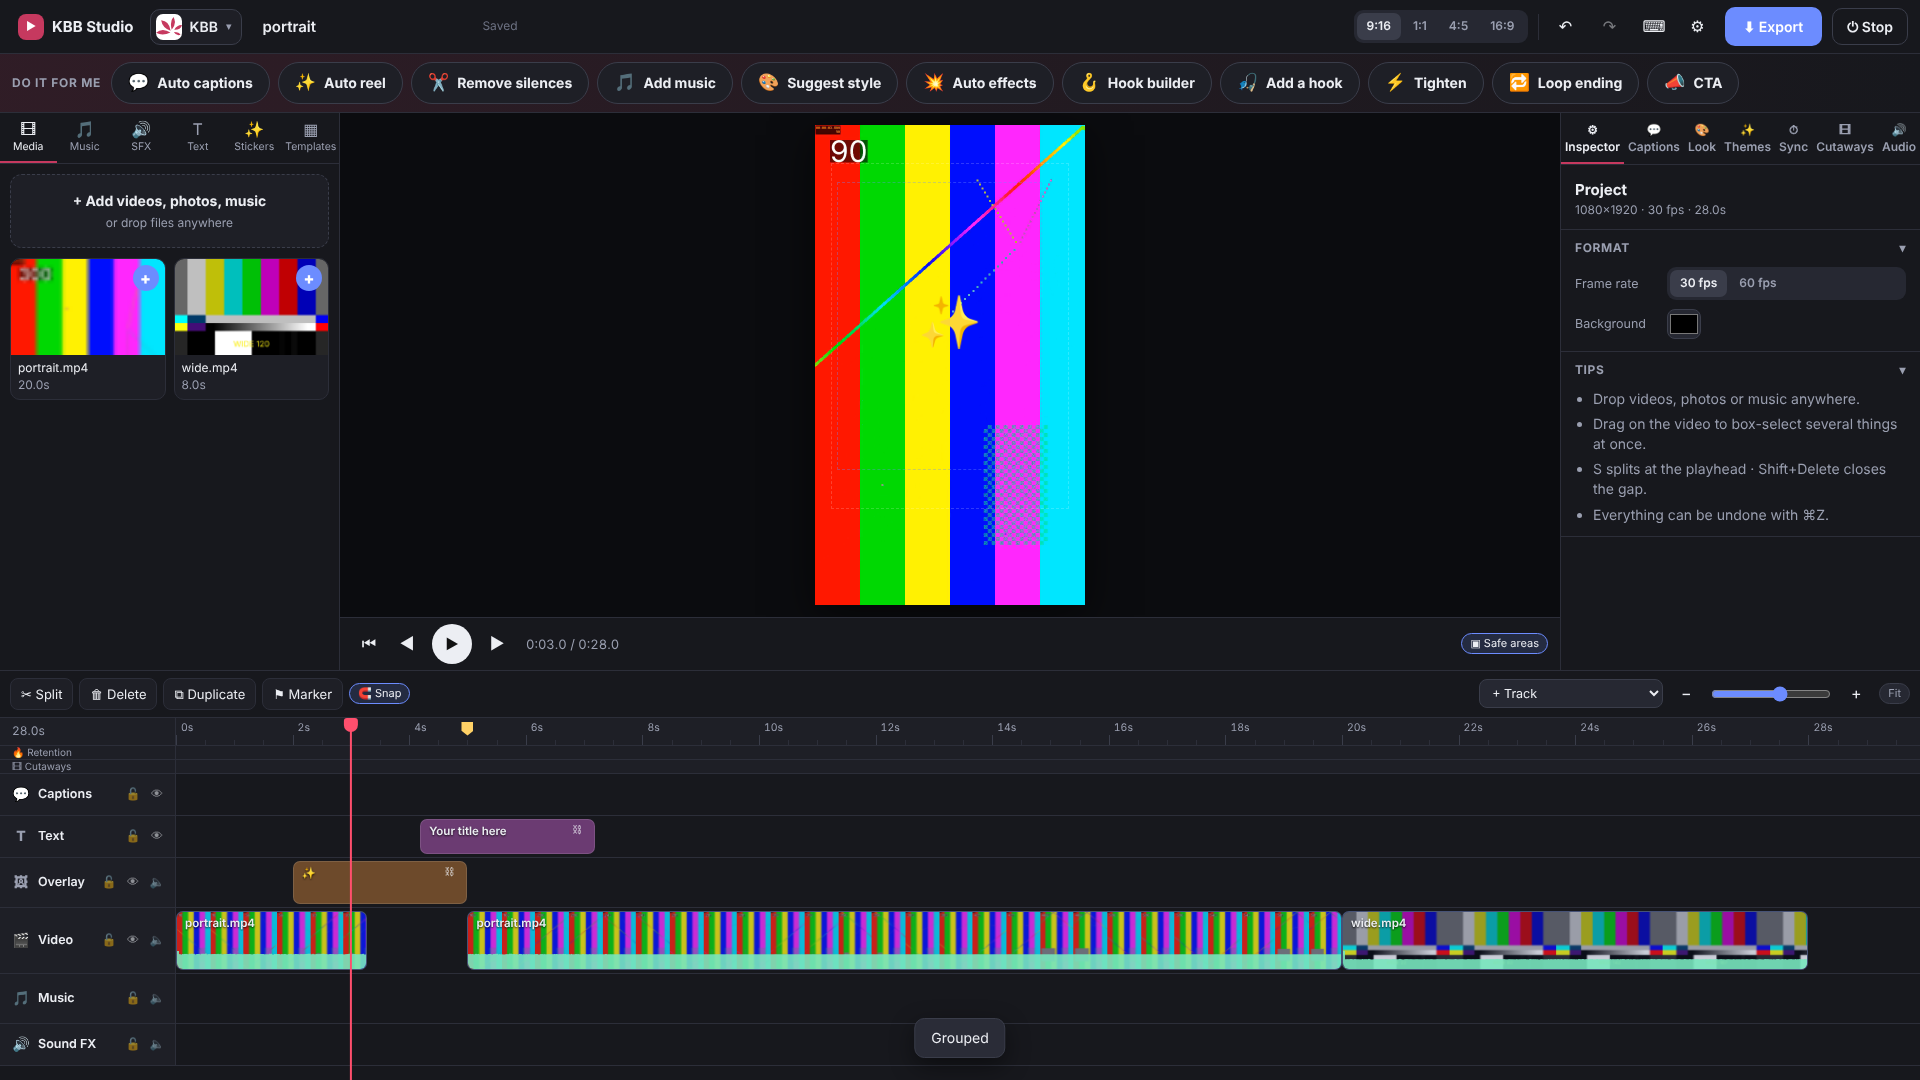 KBB Studio
KBB
portrait
Saved
9:16 1:1 4:5 16:9
Export
Stop
DO IT FOR ME
Auto captions
Auto reel
Remove silences
Add music
Suggest style
Auto effects
Hook builder
Add a hook
Tighten
Loop ending
CTA
Media Music SFX Text Stickers Templates
+ Add videos, photos, music
or drop files anywhere
WIDE 120
portrait.mp4
20.0s
wide.mp4
8.0s
90
0:03.0 / 0:28.0
Safe areas
Inspector Captions Look Themes Sync Cutaways Audio
Project
1080×1920 · 30 fps · 28.0s
FORMAT
Frame rate 30 fps 60 fps
Background
TIPS
• Drop videos, photos or music anywhere.
• Drag on the video to box-select several things
at once.
• S splits at the playhead · Shift+Delete closes
the gap.
• Everything can be undone with ⌘Z.
Split
Delete
Duplicate
Marker
Snap
+ Track
Fit
28.0s
0s 2s 4s 6s 8s 10s 12s 14s 16s 18s 20s 22s 24s 26s 28s
Retention
Cutaways
Captions
Text
Your title here
Overlay
Video
portrait.mp4
portrait.mp4
wide.mp4
Music
Sound FX
Grouped